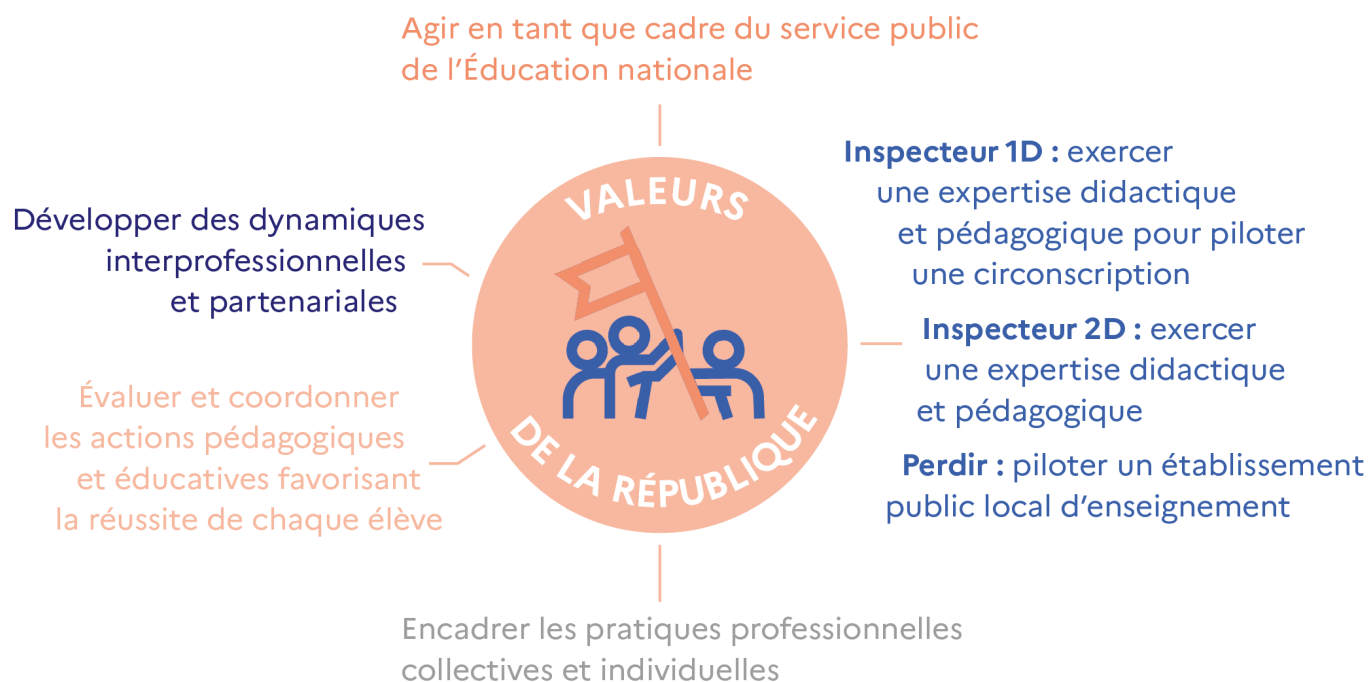 Agir en tant que cadre du service public
de l’Éducation nationale
VALEURS
DE LA RÉPUBLIQUE
Inspecteur 1D : exercer
une expertise didactique
et pédagogique pour piloter
une circonscription
Inspecteur 2D : exercer
une expertise didactique
et pédagogique
Perdir : piloter un établissement
public local d’enseignement
Encadrer les pratiques professionnelles
collectives et individuelles
Évaluer et coordonner
les actions pédagogiques
et éducatives favorisant
la réussite de chaque élève
Développer des dynamiques
interprofessionnelles
et partenariales